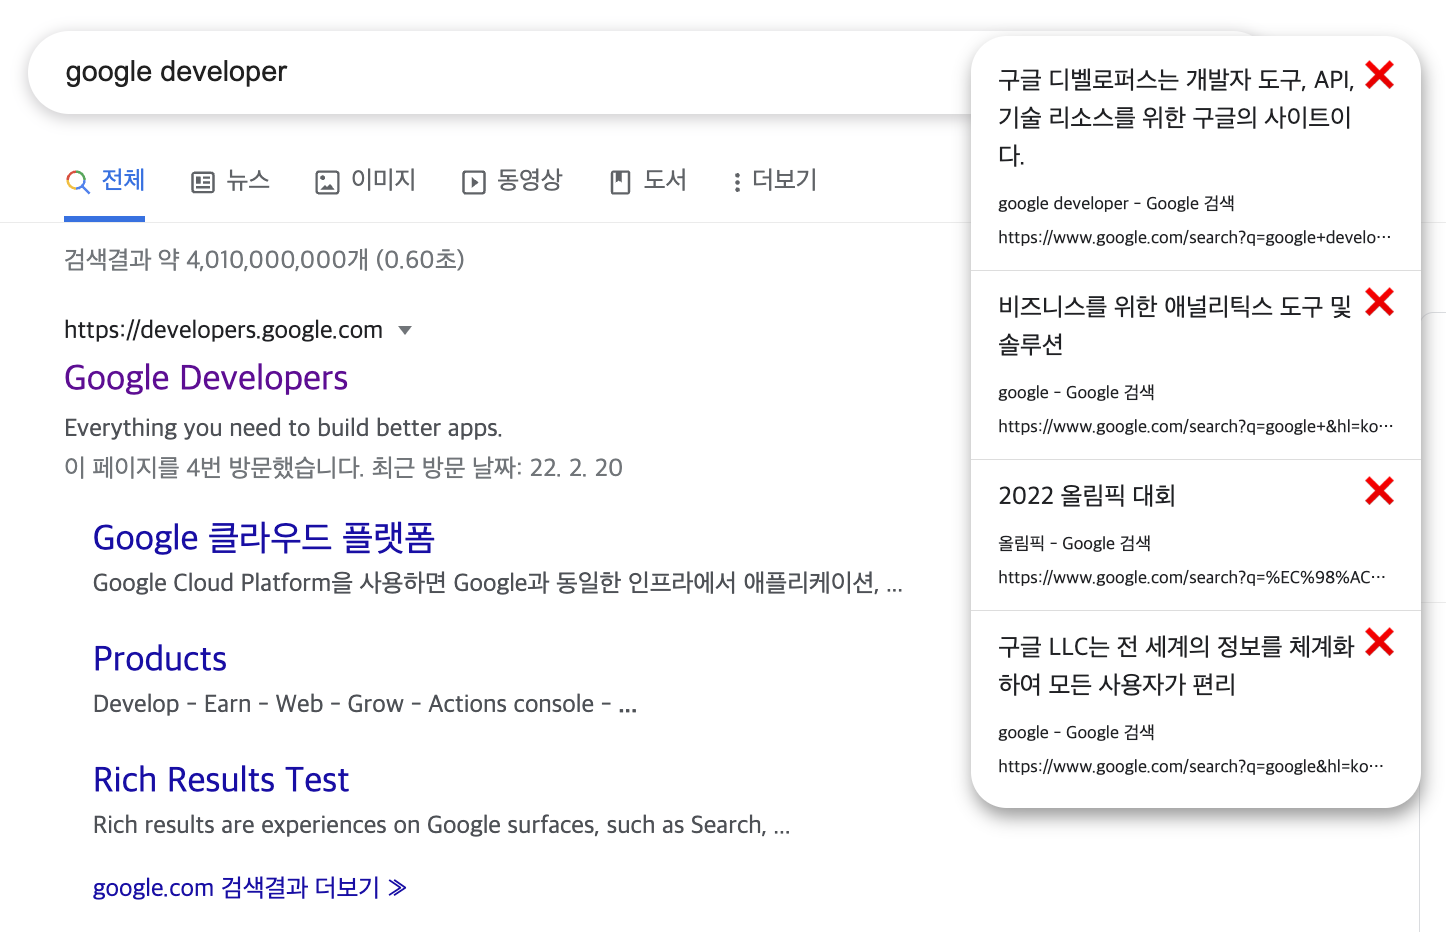 google developer
전체
뉴스
이미지
동영상
도서
더보기
검색결과 약 4,010,000,000개 (0.60초)
https://developers.google.com
Google Developers
Everything you need to build better apps.
이 페이지를 4번 방문했습니다. 최근 방문 날짜: 22. 2. 20
Google 클라우드 플랫폼
Google Cloud Platform을 사용하면 Google과 동일한 인프라에서 애플리케이션, ...
Products
Develop - Earn - Web - Grow - Actions console - ...
Rich Results Test
Rich results are experiences on Google surfaces, such as Search, ...
google.com 검색결과 더보기 ≫
구글 디벨로퍼스는 개발자 도구, API,
기술 리소스를 위한 구글의 사이트이
다.
google developer - Google 검색
https://www.google.com/search?q=google+develo…
비즈니스를 위한 애널리틱스 도구 및
솔루션
google - Google 검색
https://www.google.com/search?q=google+&hl=ko…
2022 올림픽 대회
올림픽 - Google 검색
https://www.google.com/search?q=%EC%98%AC…
구글 LLC는 전 세계의 정보를 체계화
하여 모든 사용자가 편리
google - Google 검색
https://www.google.com/search?q=google&hl=ko…